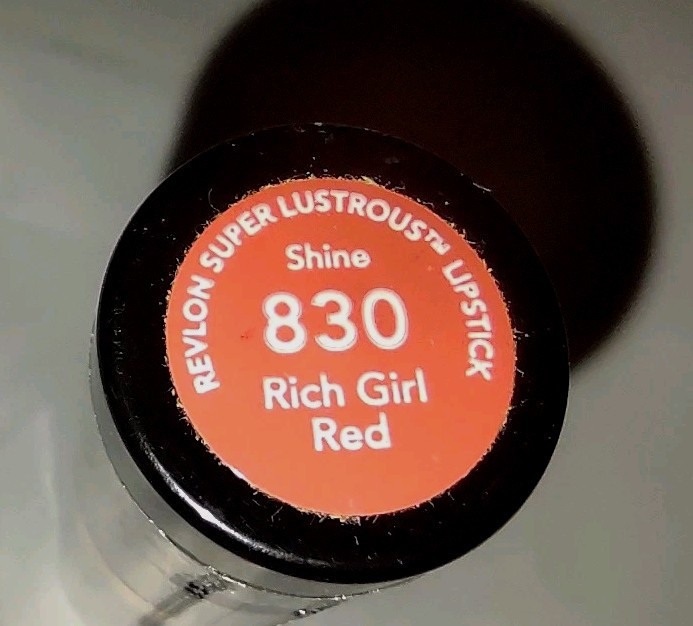 REVLON SUPER LUSTROUS™ LIPSTICK
Shine
830
Rich Girl
Red